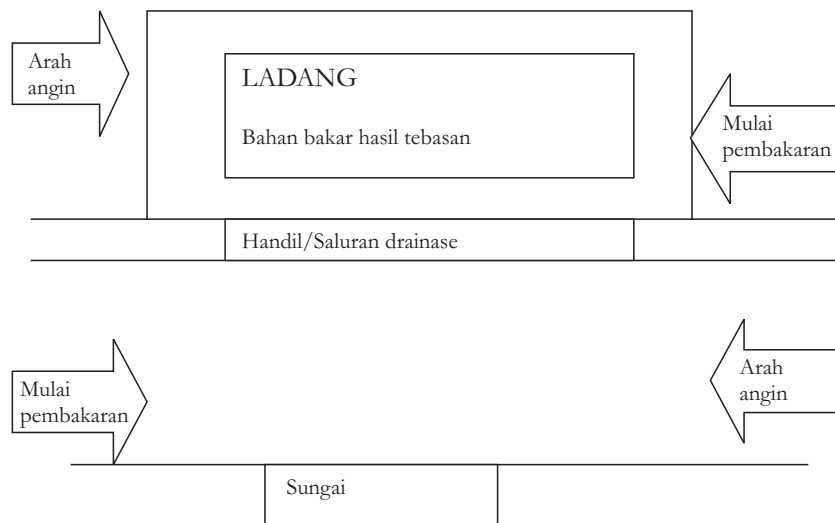 Arah
angin
LADANG
Bahan bakar hasil tebasan
Mulai
pembakaran
Handil/Saluran drainase
Mulai
pembakaran
Arah
angin
Sungai